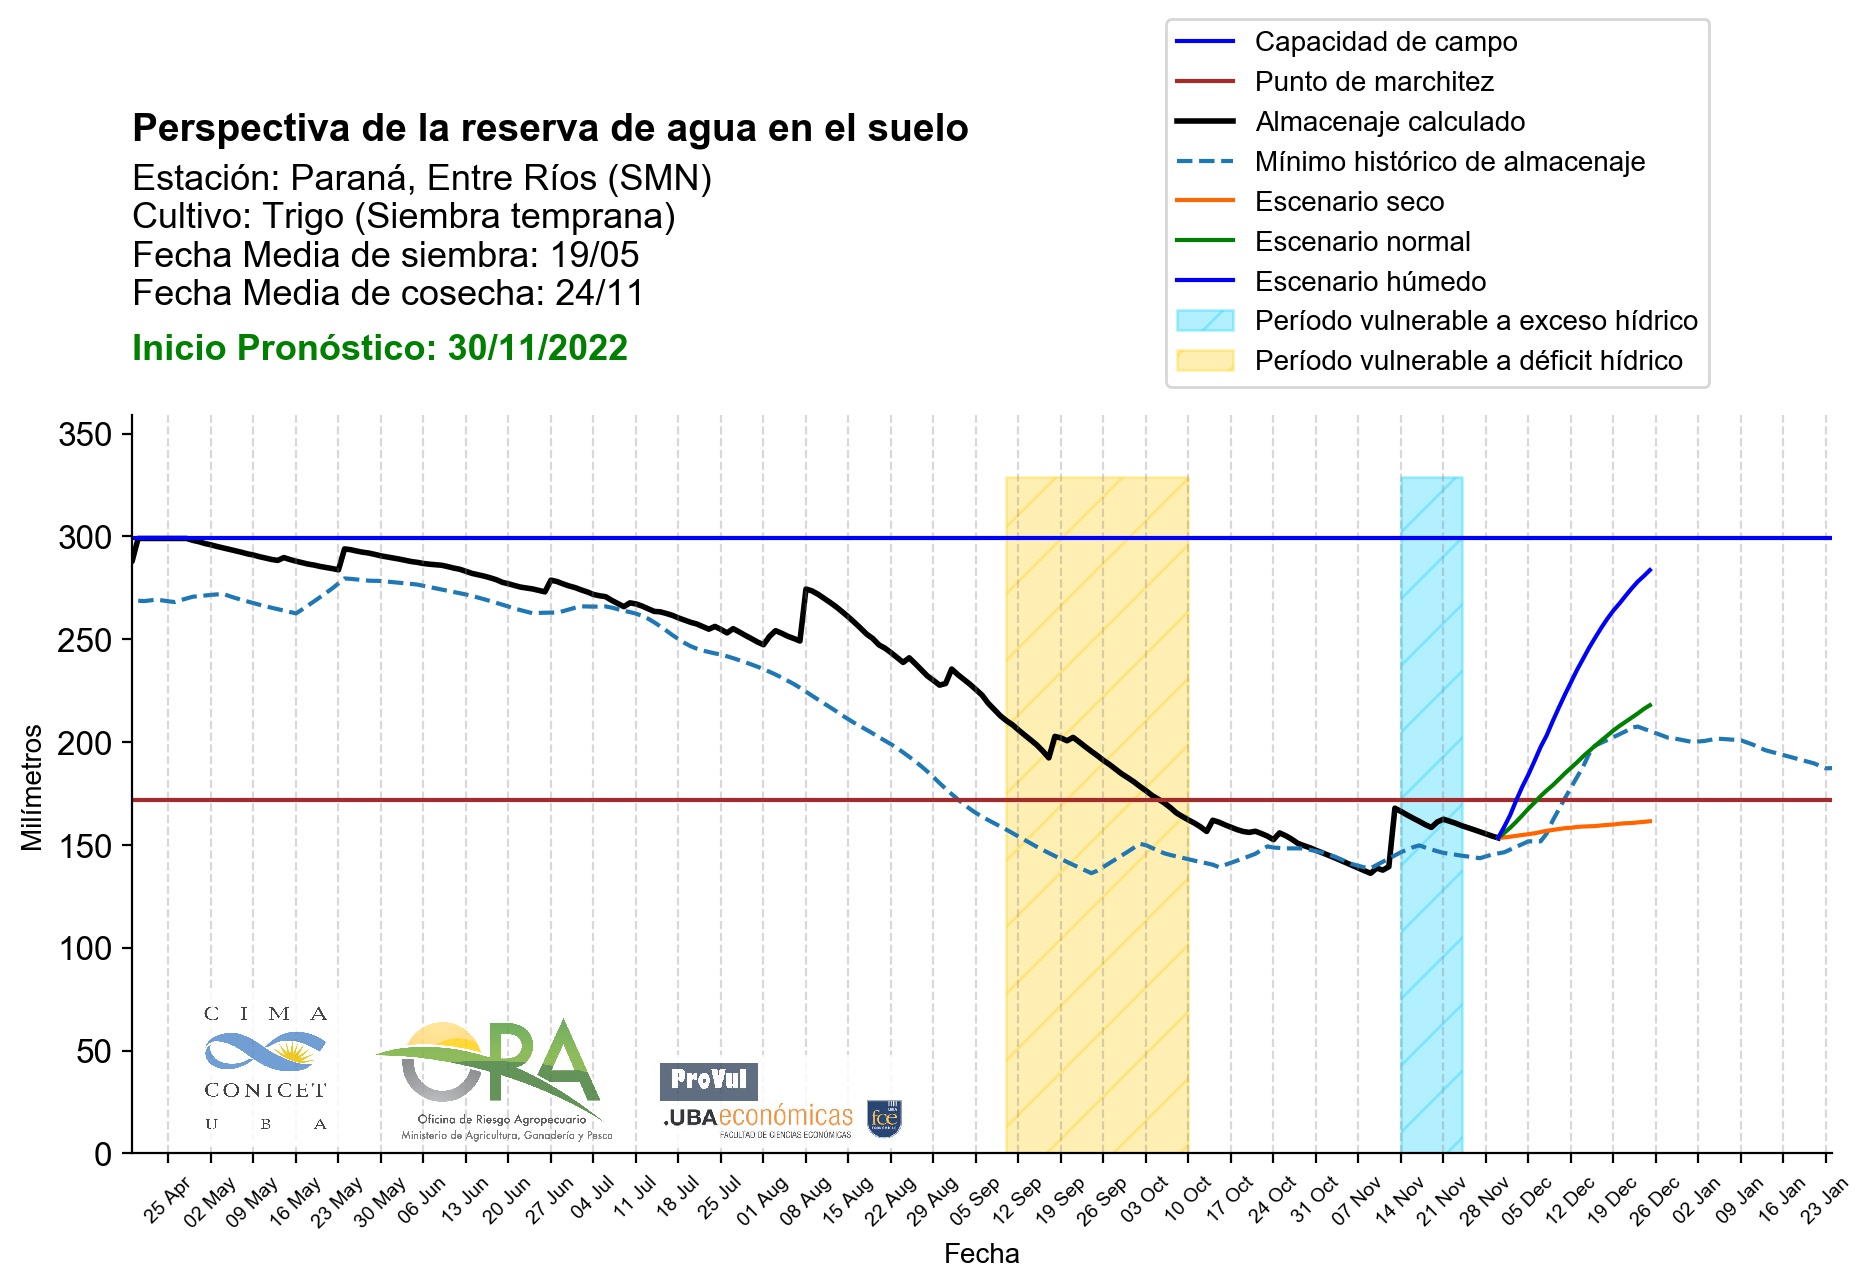 Capacidad de campo
Punto de marchitez
Almacenaje calculado
Mínimo histórico de almacenaje
Escenario seco
Escenario normal
Escenario húmedo
Período vulnerable a exceso hídrico
Período vulnerable a déficit hídrico
Perspectiva de la reserva de agua en el suelo
Estación: Paraná, Entre Ríos (SMN)
Cultivo: Trigo (Siembra temprana)
Fecha Media de siembra: 19/05
Fecha Media de cosecha: 24/11
Inicio Pronóstico: 30/11/2022
350
300
250
200
150
100
50
0
Milímetros
CIMA
CONICET
UBA
ORA
Oficina de Riesgo Agropecuario
Ministerio de Agricultura, Ganadería y Pesca
ProVul
.UBAeconómicas
FACULTAD DE CIENCIAS ECONÓMICAS
UBA
fce
25 Apr
02 May
09 May
16 May
23 May
30 May
06 Jun
13 Jun
20 Jun
27 Jun
04 Jul
11 Jul
18 Jul
25 Jul
01 Aug
08 Aug
15 Aug
22 Aug
29 Aug
05 Sep
12 Sep
19 Sep
26 Sep
03 Oct
10 Oct
17 Oct
24 Oct
31 Oct
07 Nov
14 Nov
21 Nov
28 Nov
05 Dec
12 Dec
19 Dec
26 Dec
02 Jan
09 Jan
16 Jan
23 Jan
Fecha